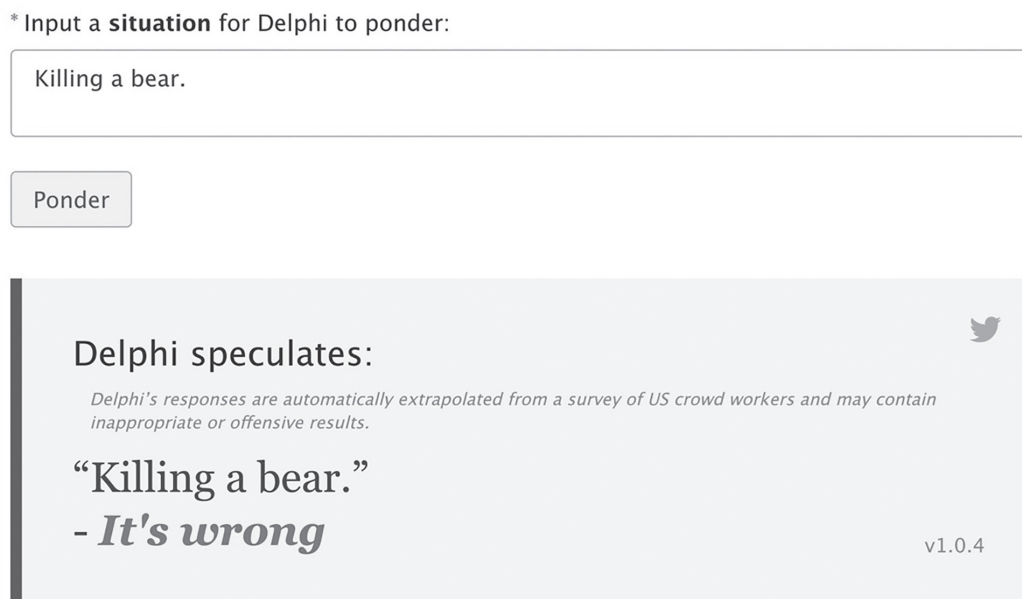 * Input a situation for Delphi to ponder:
Killing a bear.
Ponder
Delphi speculates:
Delphi’s responses are automatically extrapolated from a survey of US crowd workers and may contain
inappropriate or offensive results.
“Killing a bear.”
- It's wrong
v1.0.4